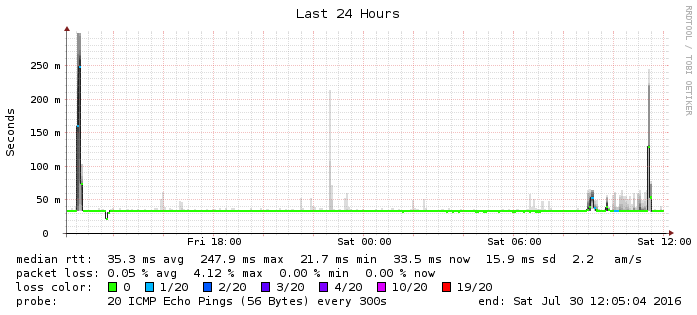 Last 24 Hours
RRDTOOL / TOBI OETIKER
Seconds
250 m
200 m
150 m
100 m
50 m
0
Fri 18:00 Sat 00:00 Sat 06:00 Sat 12:00
median rtt: 35.3 ms avg 247.9 ms max 21.7 ms min 33.5 ms now 15.9 ms sd 2.2 am/s
packet loss: 0.05 % avg 4.12 % max 0.00 % min 0.00 % now
loss color: 0 1/20 2/20 3/20 4/20 10/20 19/20
probe: 20 ICMP Echo Pings (56 Bytes) every 300s end: Sat Jul 30 12:05:04 2016